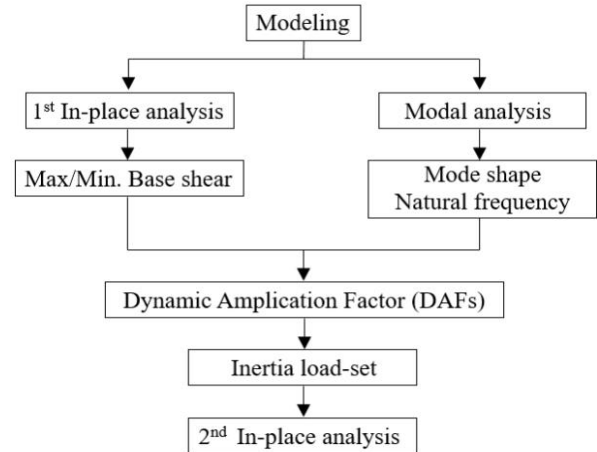 Modeling
1st In-place analysis
Modal analysis
Max/Min. Base shear
Mode shape
Natural frequency
Dynamic Amplication Factor (DAFs)
Inertia load-set
2nd In-place analysis